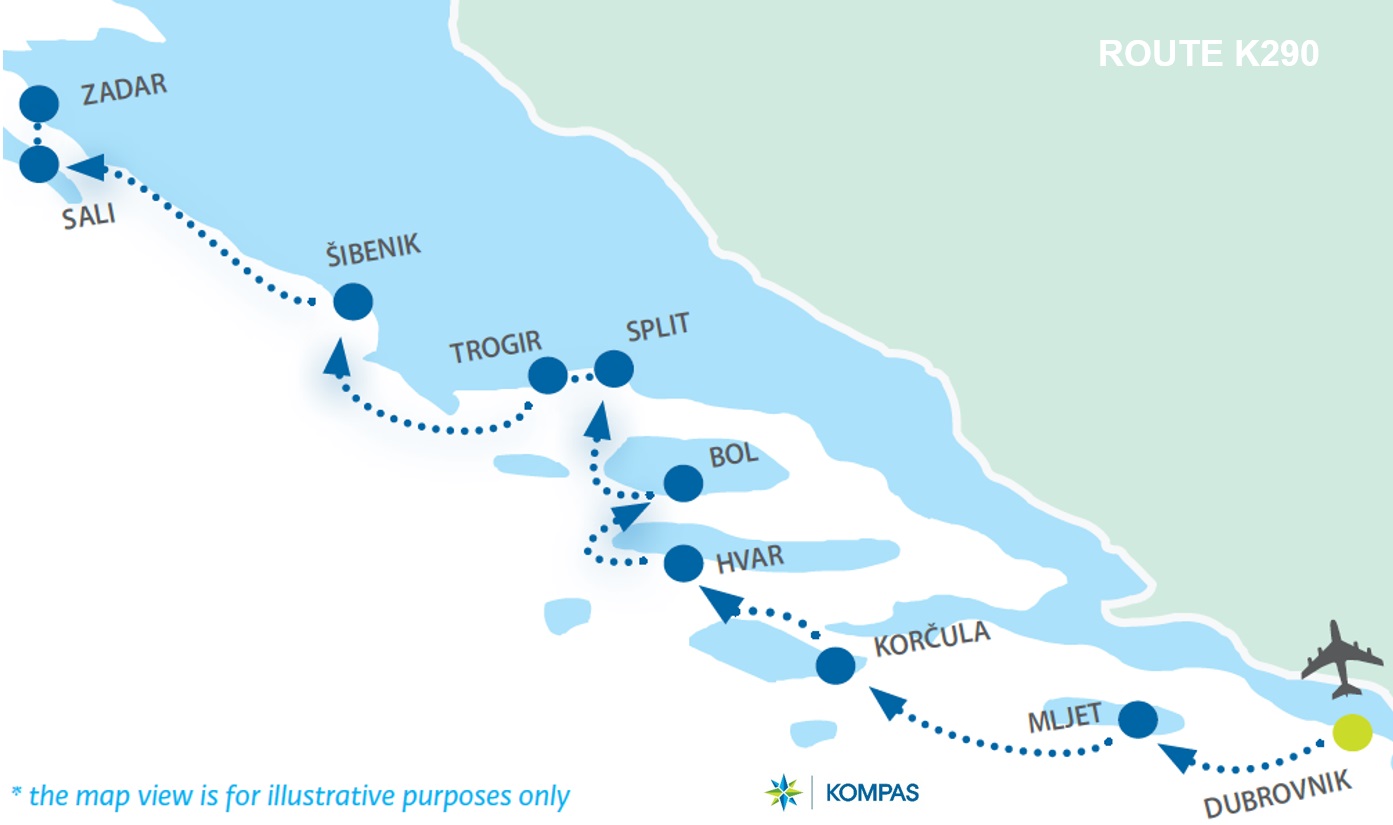 ROUTE K290
ZADAR
SALI
ŠIBENIK
TROGIR
SPLIT
BOL
HVAR
KORČULA
MLJET
DUBROVNIK
* the map view is for illustrative purposes only
KOMPAS